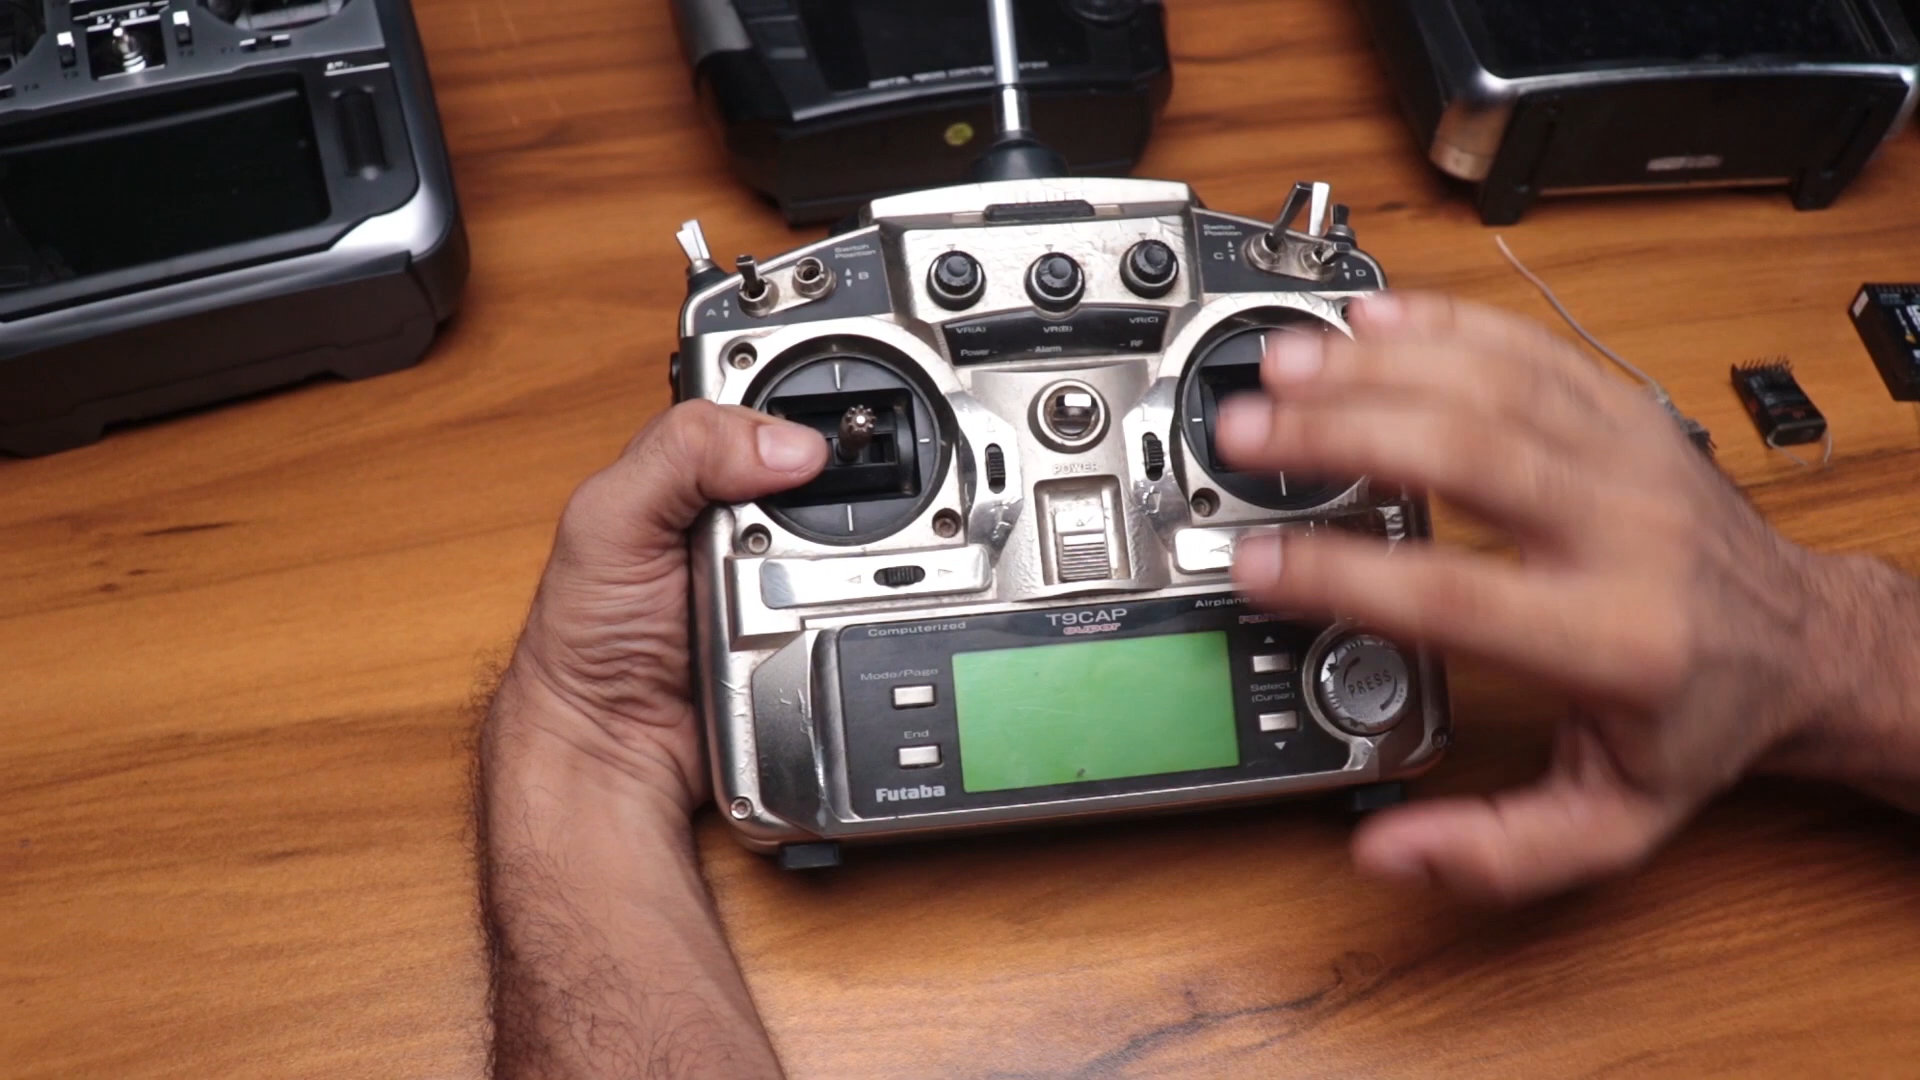 Switch
Position
B
A
Switch
Position
C
D
VR(A)
VR(B)
VR(C)
Power
Alarm
RF
POWER
T9CAP
super
Computerized
Airplane
Mode/Page
End
Select
(Cursor)
PRESS
Futaba